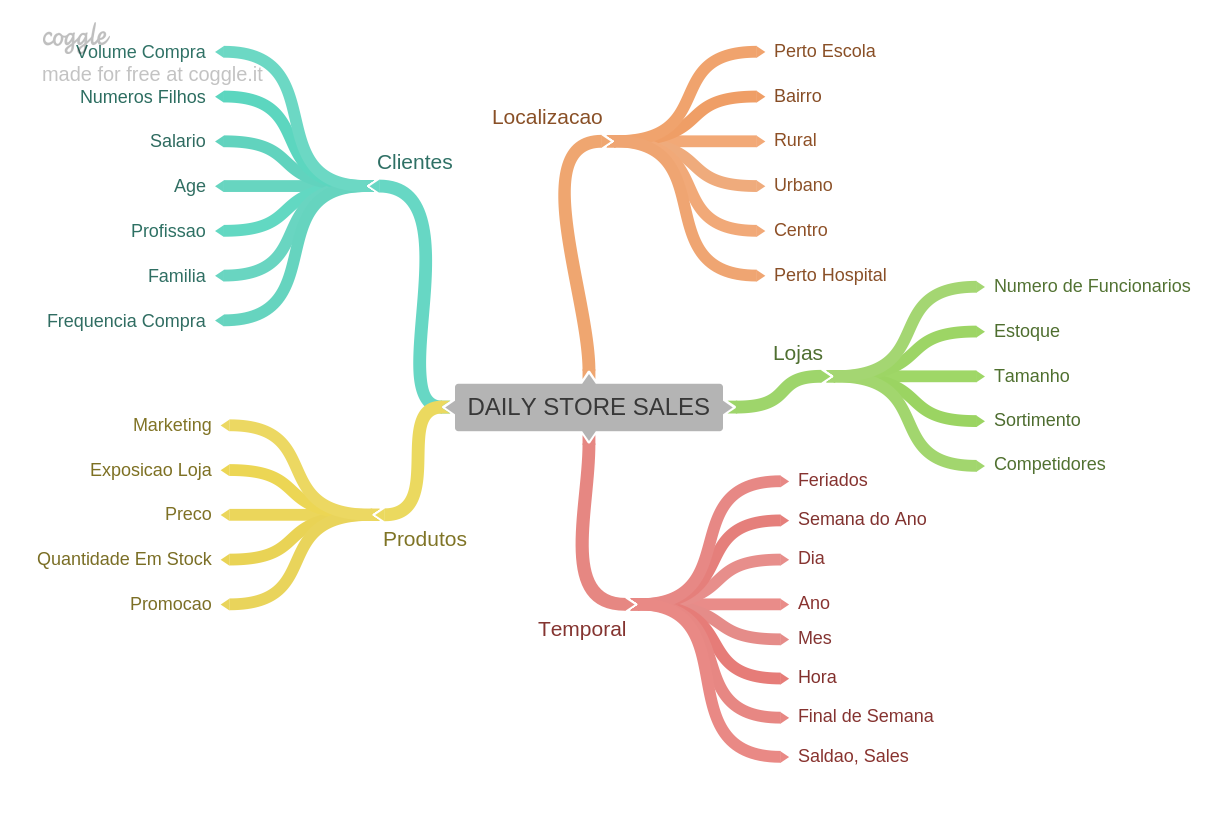 coggle
made for free at coggle.it
Volume Compra
Numeros Filhos
Salario
Age
Profissao
Familia
Frequencia Compra
Clientes
Marketing
Exposicao Loja
Preco
Quantidade Em Stock
Promocao
Produtos
DAILY STORE SALES
Localizacao
Perto Escola
Bairro
Rural
Urbano
Centro
Perto Hospital
Lojas
Numero de Funcionarios
Estoque
Tamanho
Sortimento
Competidores
Temporal
Feriados
Semana do Ano
Dia
Ano
Mes
Hora
Final de Semana
Saldao, Sales